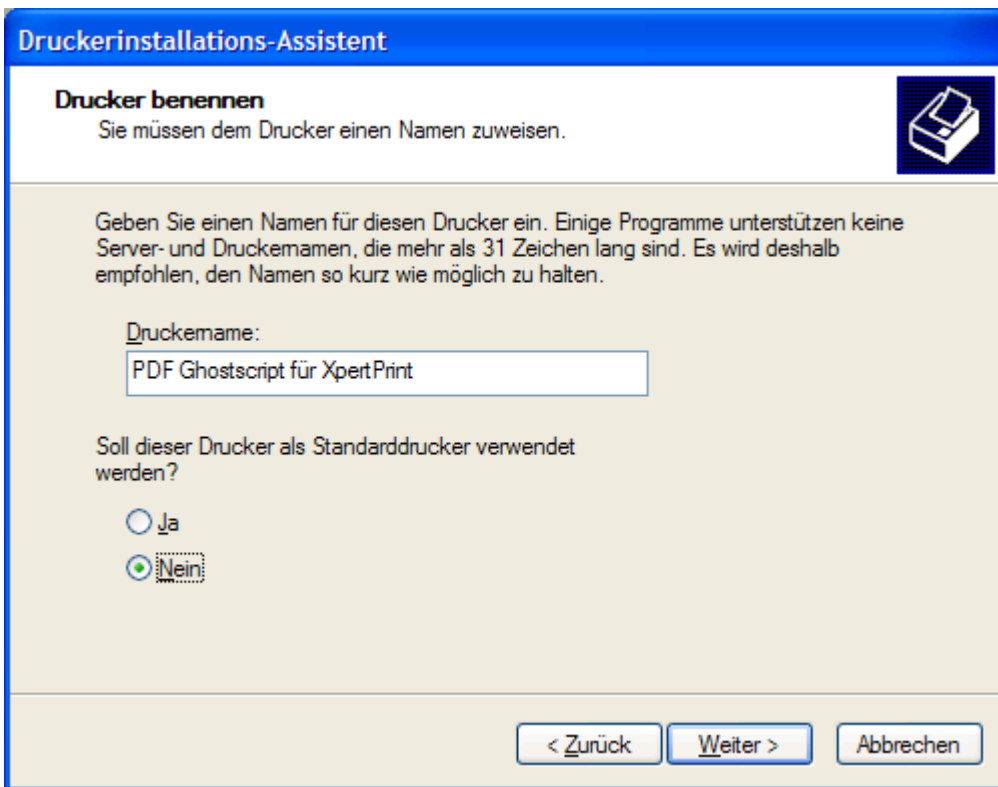 Druckerinstallations-Assistent
Drucker benennen
Sie müssen dem Drucker einen Namen zuweisen.
Geben Sie einen Namen für diesen Drucker ein. Einige Programme unterstützen keine
Server- und Druckernamen, die mehr als 31 Zeichen lang sind. Es wird deshalb
empfohlen, den Namen so kurz wie möglich zu halten.
Druckername:
PDF Ghostscript für XpertPrint
Soll dieser Drucker als Standarddrucker verwendet
werden?
Ja
Nein
< Zurück Weiter > Abbrechen